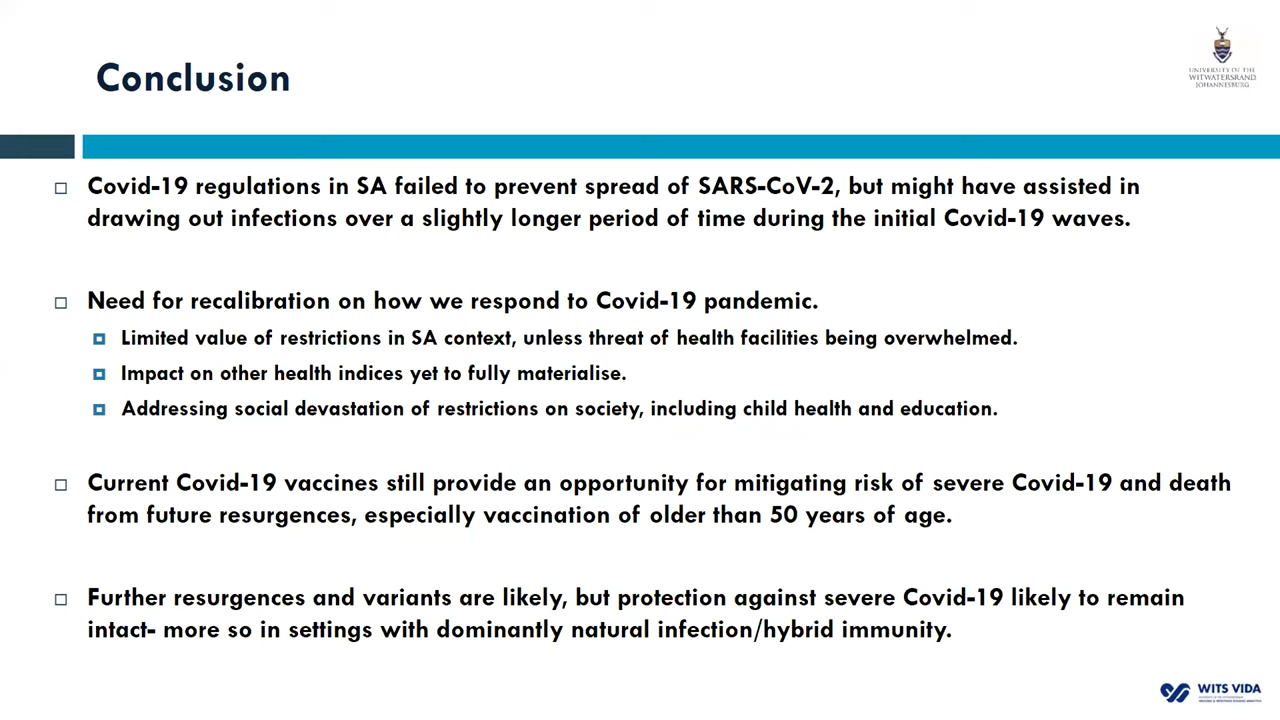 Conclusion
UNIVERSITY OF THE
WITWATERSRAND
JOHANNESBURG
Covid-19 regulations in SA failed to prevent spread of SARS-CoV-2, but might have assisted in
drawing out infections over a slightly longer period of time during the initial Covid-19 waves.
Need for recalibration on how we respond to Covid-19 pandemic.
Limited value of restrictions in SA context, unless threat of health facilities being overwhelmed.
Impact on other health indices yet to fully materialise.
Addressing social devastation of restrictions on society, including child health and education.
Current Covid-19 vaccines still provide an opportunity for mitigating risk of severe Covid-19 and death
from future resurgences, especially vaccination of older than 50 years of age.
Further resurgences and variants are likely, but protection against severe Covid-19 likely to remain
intact- more so in settings with dominantly natural infection/hybrid immunity.
WITS VIDA